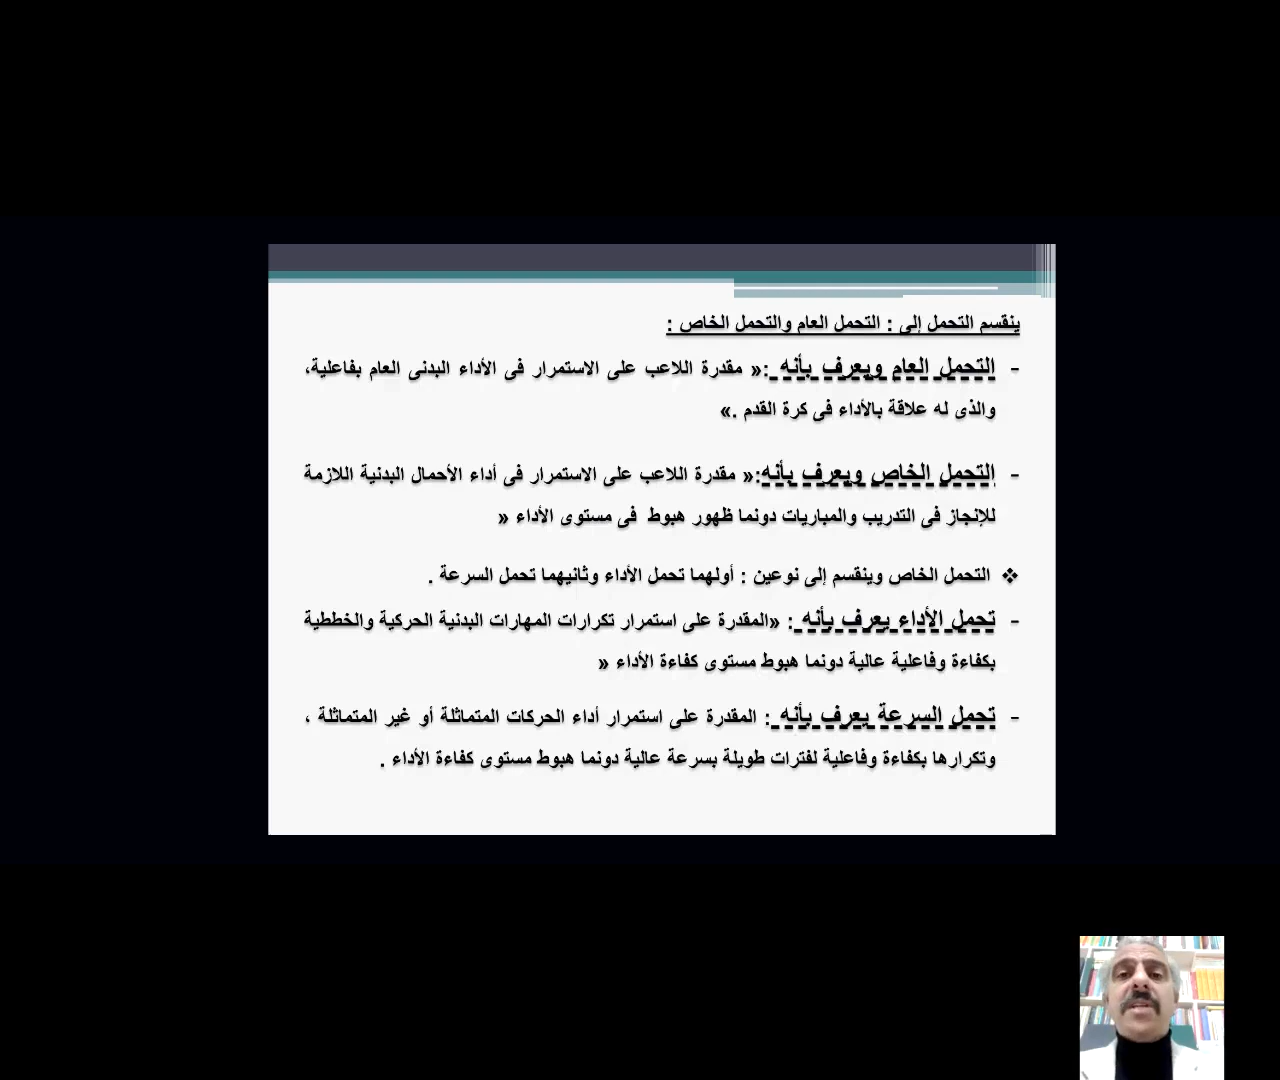 ينقسم التحمل إلى : التحمل العام والتحمل الخاص :
- التحمل العام ويعرف بأنه :« مقدرة اللاعب على الاستمرار فى الأداء البدنى العام بفاعلية،
والذى له علاقة بالأداء فى كرة القدم .»
- التحمل الخاص ويعرف بأنه:« مقدرة اللاعب على الاستمرار فى أداء الأحمال البدنية اللازمة
للإنجاز فى التدريب والمباريات دونما ظهور هبوط فى مستوى الأداء «
❖ التحمل الخاص وينقسم إلى نوعين : أولهما تحمل الأداء وثانيهما تحمل السرعة .
- تحمل الأداء يعرف بأنه : «المقدرة على استمرار تكرارات المهارات البدنية الحركية والخططية
بكفاءة وفاعلية عالية دونما هبوط مستوى كفاءة الأداء «
- تحمل السرعة يعرف بأنه : المقدرة على استمرار أداء الحركات المتماثلة أو غير المتماثلة ،
وتكرارها بكفاءة وفاعلية لفترات طويلة بسرعة عالية دونما هبوط مستوى كفاءة الأداء .